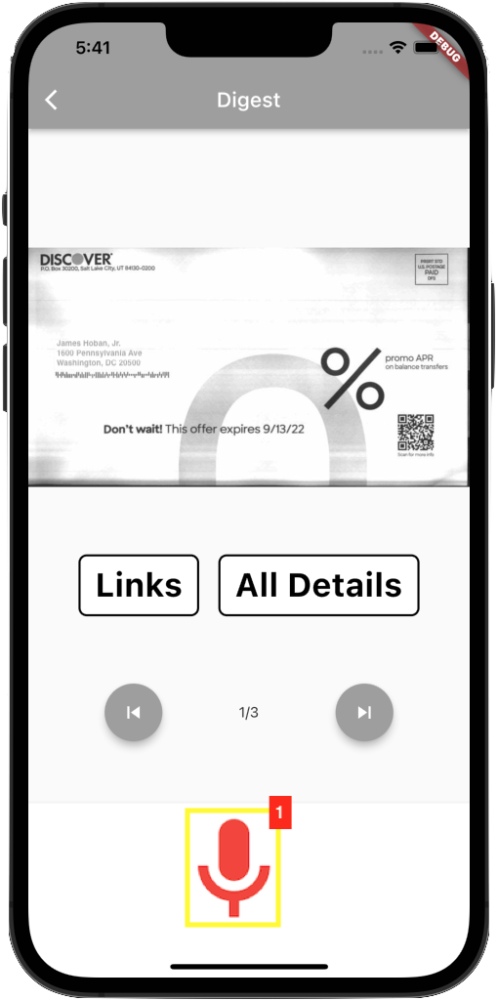 5:41
DEBUG
Digest
DISCOVER
P.O. Box 30200, Salt Lake City, UT 84130-0200
PRSRT STD
U.S. POSTAGE
PAID
DFS
James Hoban, Jr.
1600 Pennsylvania Ave
Washington, DC 20500
0%
promo APR
on balance transfers
Don't wait! This offer expires 9/13/22
Scan for more info
Links
All Details
1/3
1